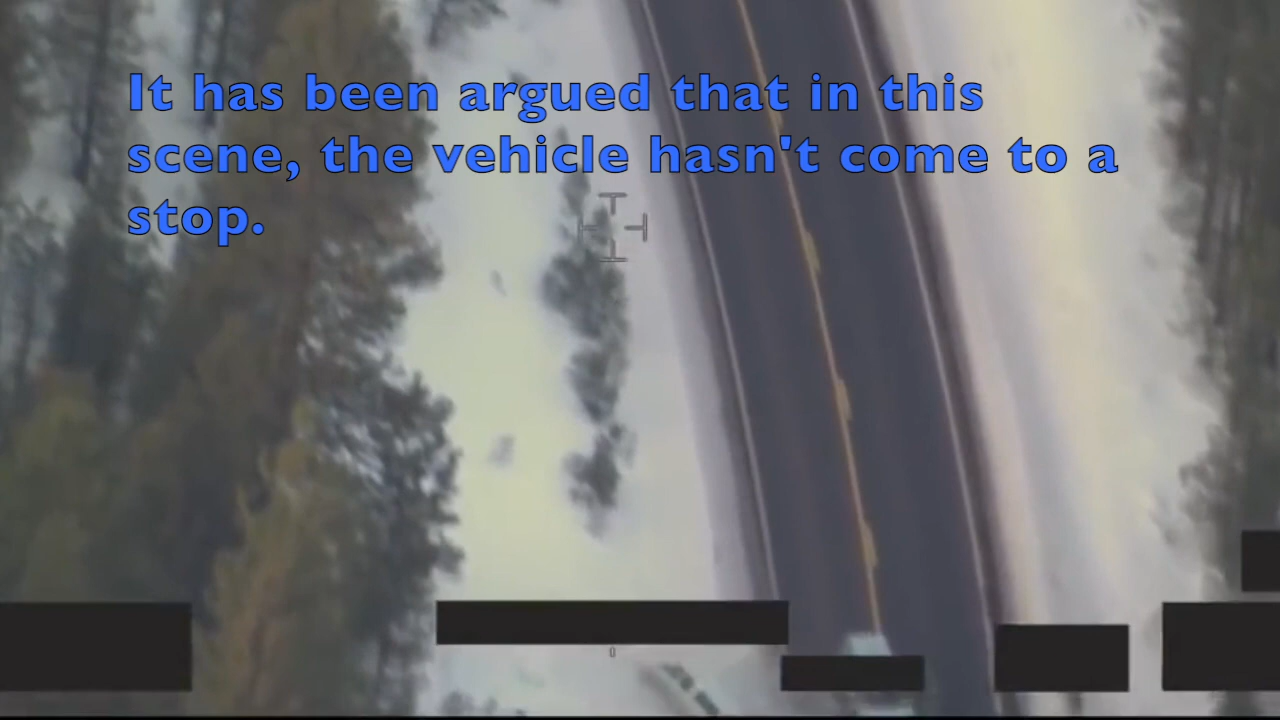 It has been argued that in this
scene, the vehicle hasn't come to a
stop.